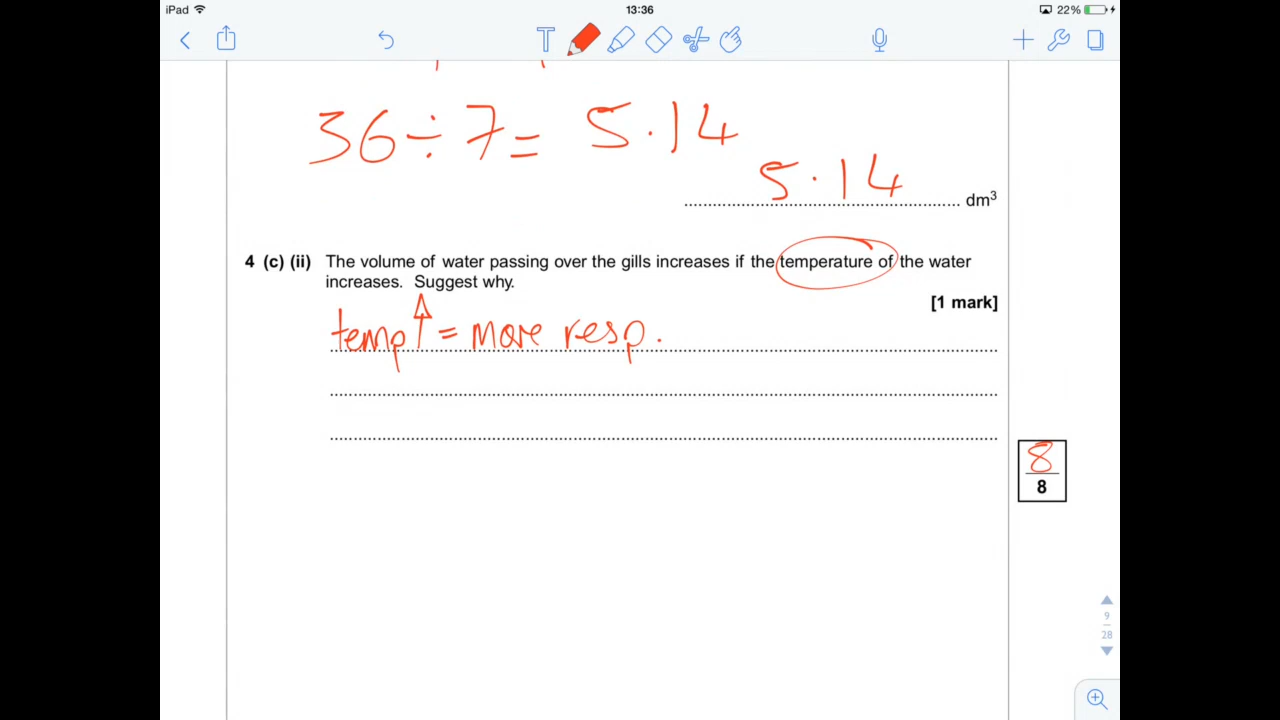 iPad 13:36 22%
36 ÷ 7 = 5.14
5.14
dm³
4 (c) (ii) The volume of water passing over the gills increases if the temperature of the water
increases. Suggest why.
[1 mark]
temp ↑ = more resp.
8
8
9
28